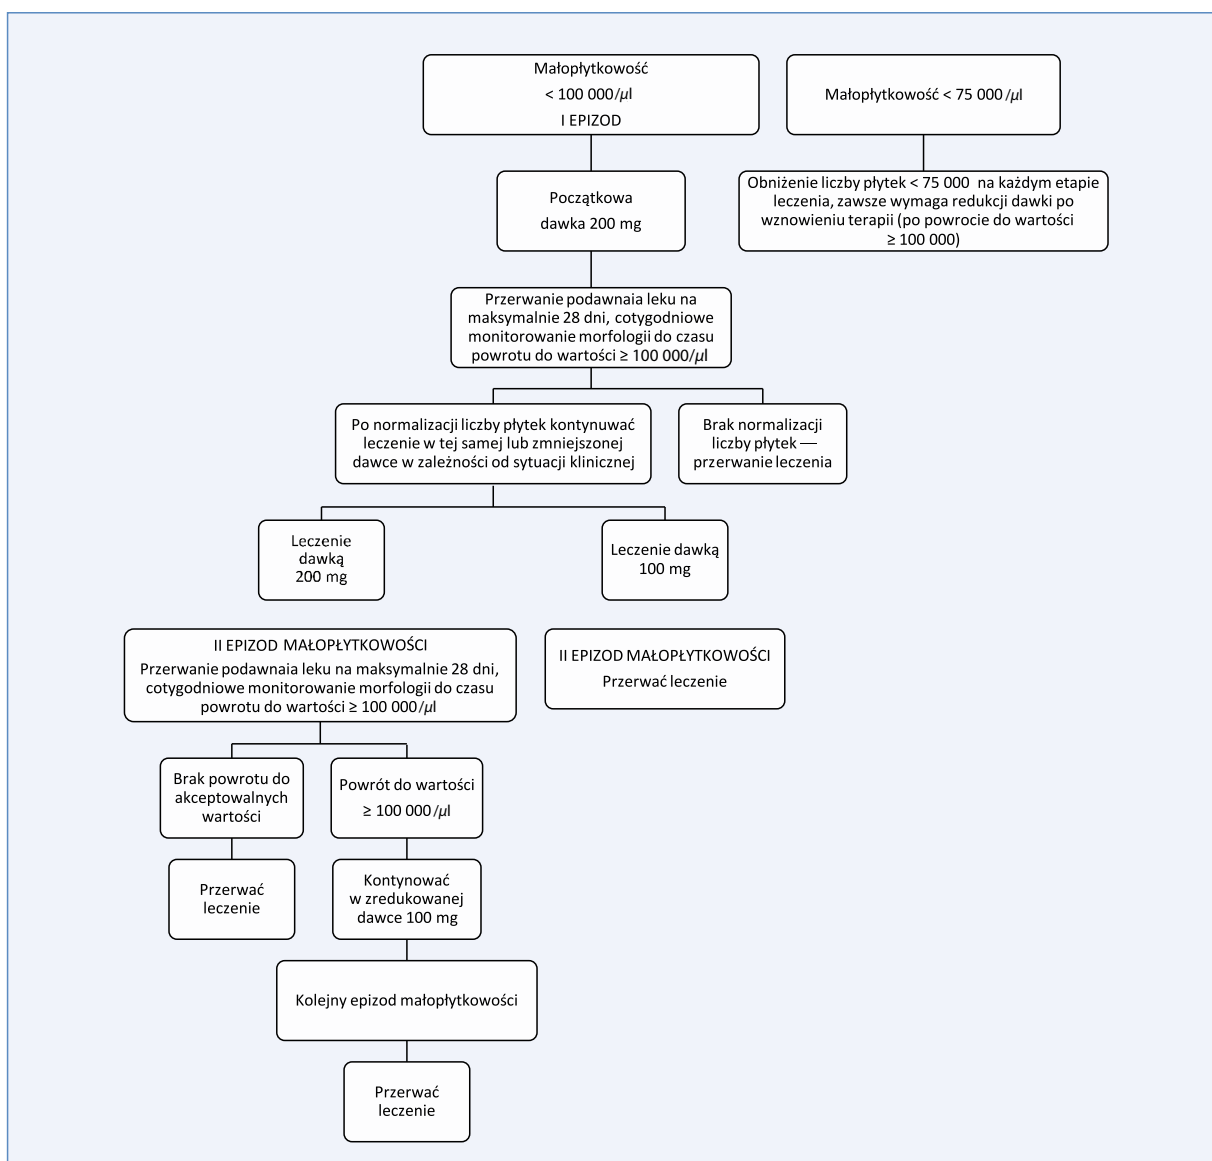 Małopłytkowość
< 100 000/µl
I EPIZOD
Małopłytkowość < 75 000/µl
Początkowa
dawka 200 mg
Obniżenie liczby płytek < 75 000 na każdym etapie
leczenia, zawsze wymaga redukcji dawki po
wznowieniu terapii (po powrocie do wartości
≥ 100 000)
Przerwanie podawnaia leku na
maksymalnie 28 dni, cotygodniowe
monitorowanie morfologii do czasu
powrotu do wartości ≥ 100 000/µl
Po normalizacji liczby płytek kontynuwać
leczenie w tej samej lub zmniejszonej
dawce w zależności od sytuacji klinicznej
Brak normalizacji
liczby płytek —
przerwanie leczenia
Leczenie
dawką
200 mg
Leczenie dawką
100 mg
II EPIZOD MAŁOPŁYTKOWOŚCI
Przerwanie podawnaia leku na maksymalnie 28 dni,
cotygodniowe monitorowanie morfologii do czasu
powrotu do wartości ≥ 100 000/µl
II EPIZOD MAŁOPŁYTKOWOŚCI
Przerwać leczenie
Brak powrotu do
akceptowalnych
wartości
Powrót do wartości
≥ 100 000/µl
Przerwać
leczenie
Kontynować
w zredukowanej
dawce 100 mg
Kolejny epizod małopłytkowości
Przerwać
leczenie